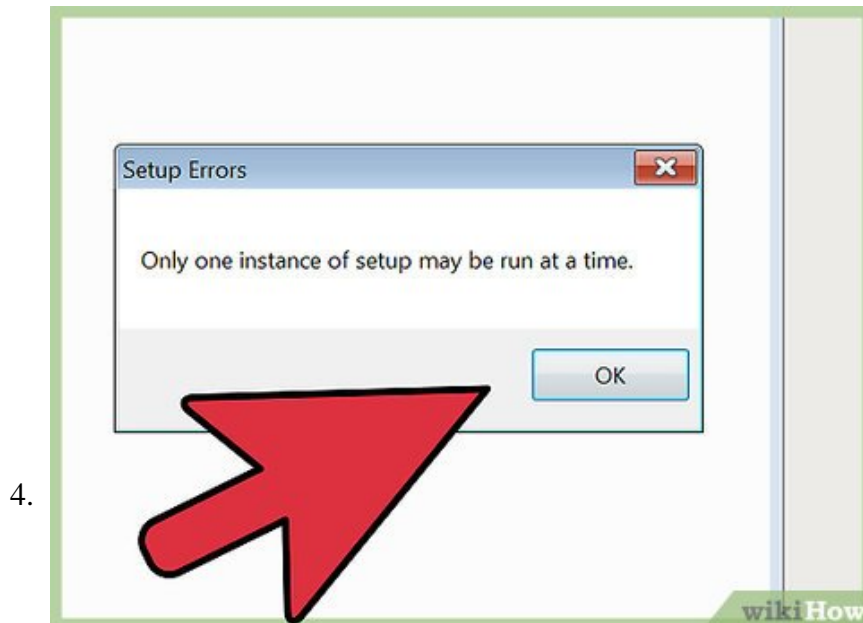 Setup Errors
Only one instance of setup may be run at a time.
OK
4.
wikiHow